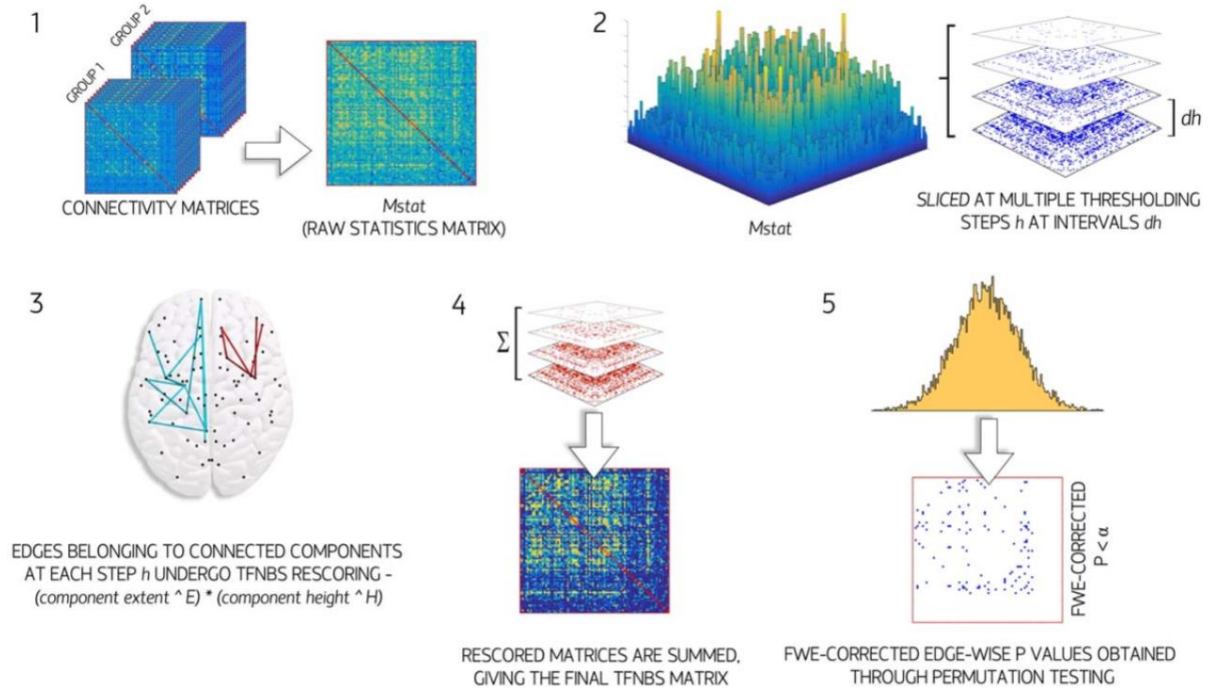 1
GROUP 2
GROUP 1
CONNECTIVITY MATRICES
Mstat
(RAW STATISTICS MATRIX)
2
dh
Mstat
SLICED AT MULTIPLE THRESHOLDING
STEPS h AT INTERVALS dh
3
EDGES BELONGING TO CONNECTED COMPONENTS
AT EACH STEP h UNDERGO TFNBS RESCORING -
(component extent ^ E) * (component height ^ H)
4
Σ
RESCORED MATRICES ARE SUMMED,
GIVING THE FINAL TFNBS MATRIX
5
FWE-CORRECTED
P < α
FWE-CORRECTED EDGE-WISE P VALUES OBTAINED
THROUGH PERMUTATION TESTING